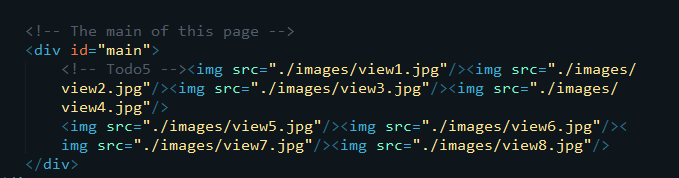 <!-- The main of this page -->
<div id="main">
<!-- Todo5 --><img src="./images/view1.jpg"/><img src="./images/
view2.jpg"/><img src="./images/view3.jpg"/><img src="./images/
view4.jpg"/>
<img src="./images/view5.jpg"/><img src="./images/view6.jpg"/><
img src="./images/view7.jpg"/><img src="./images/view8.jpg"/>
</div>